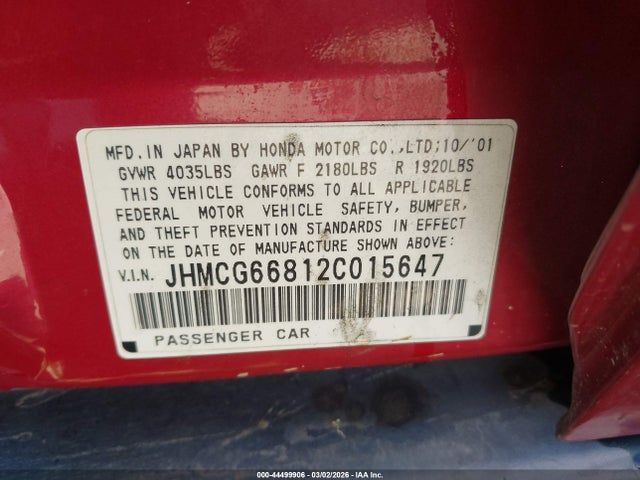 MFD. IN JAPAN BY HONDA MOTOR CO., LTD; 10/'01
GVWR 4035LBS GAWR F 2180LBS R 1920LBS
THIS VEHICLE CONFORMS TO ALL APPLICABLE
FEDERAL MOTOR VEHICLE SAFETY, BUMPER,
AND THEFT PREVENTION STANDARDS IN EFFECT
ON THE DATE OF MANUFACTURE SHOWN ABOVE:
V.I.N. JHMCG66812C015647
PASSENGER CAR
000-44499906 | 03/02/2026 | IAA Inc.